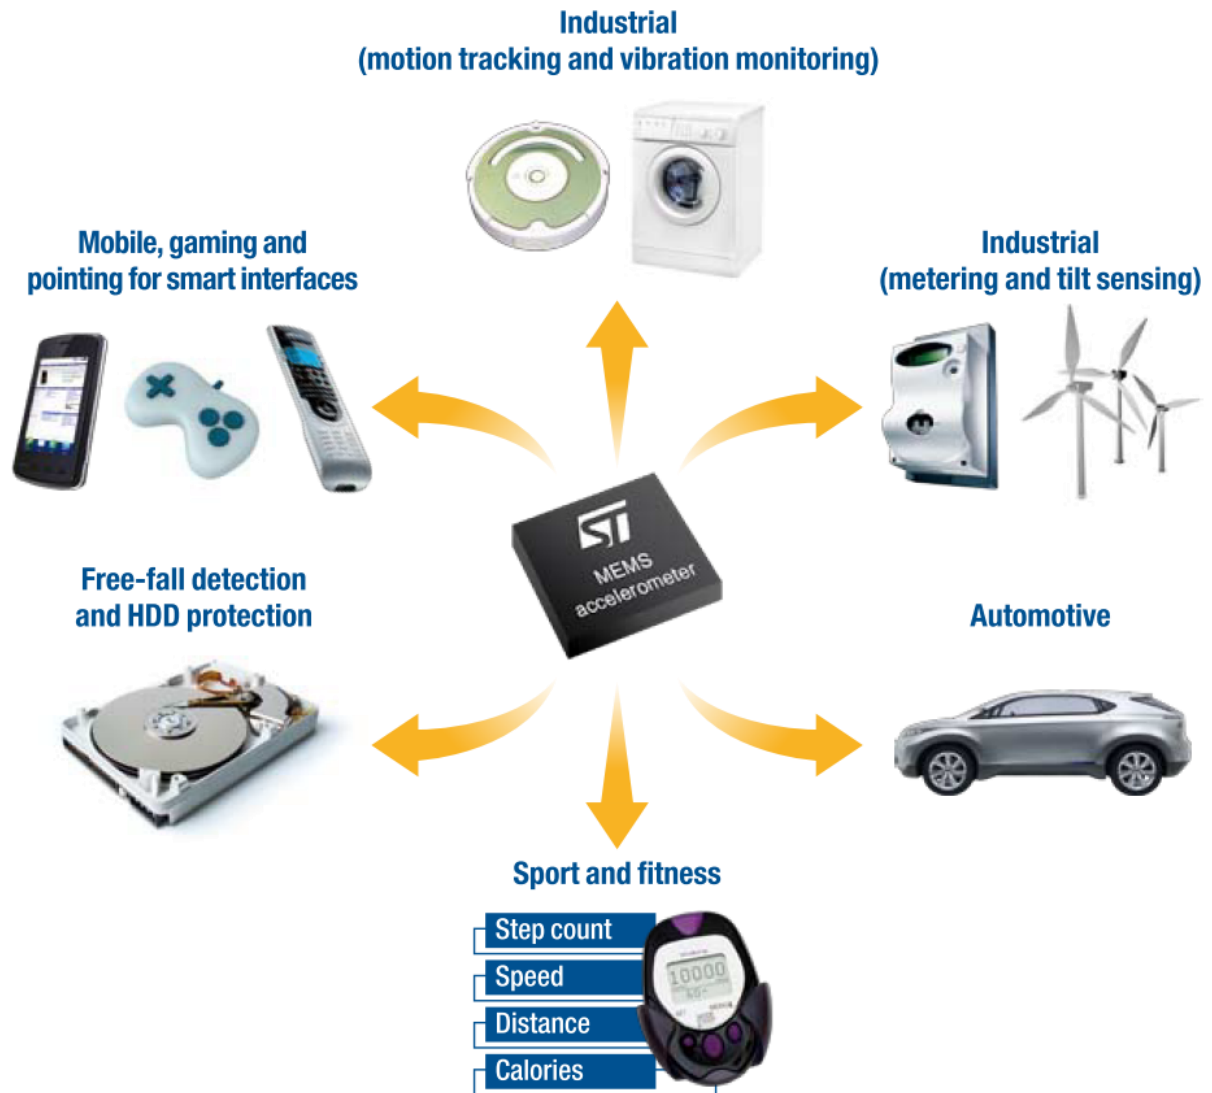 Industrial
(motion tracking and vibration monitoring)
Mobile, gaming and
pointing for smart interfaces
Industrial
(metering and tilt sensing)
ST
MEMS
accelerometer
Free-fall detection
and HDD protection
Automotive
Sport and fitness
Step count
Speed
Distance
Calories
10000